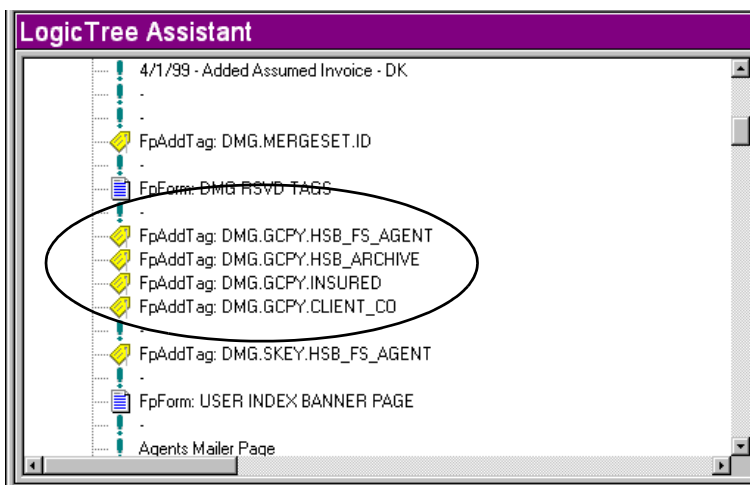 LogicTree Assistant
4/1/99 - Added Assumed Invoice - DK
-
-
FpAddTag: DMG.MERGESET.ID
-
FpForm: DMG RSVD TAGS
-
FpAddTag: DMG.GCPY.HSB_FS_AGENT
FpAddTag: DMG.GCPY.HSB_ARCHIVE
FpAddTag: DMG.GCPY.INSURED
FpAddTag: DMG.GCPY.CLIENT_CO
-
FpAddTag: DMG.SKEY.HSB_FS_AGENT
-
FpForm: USER INDEX BANNER PAGE
-
Agents Mailer Page